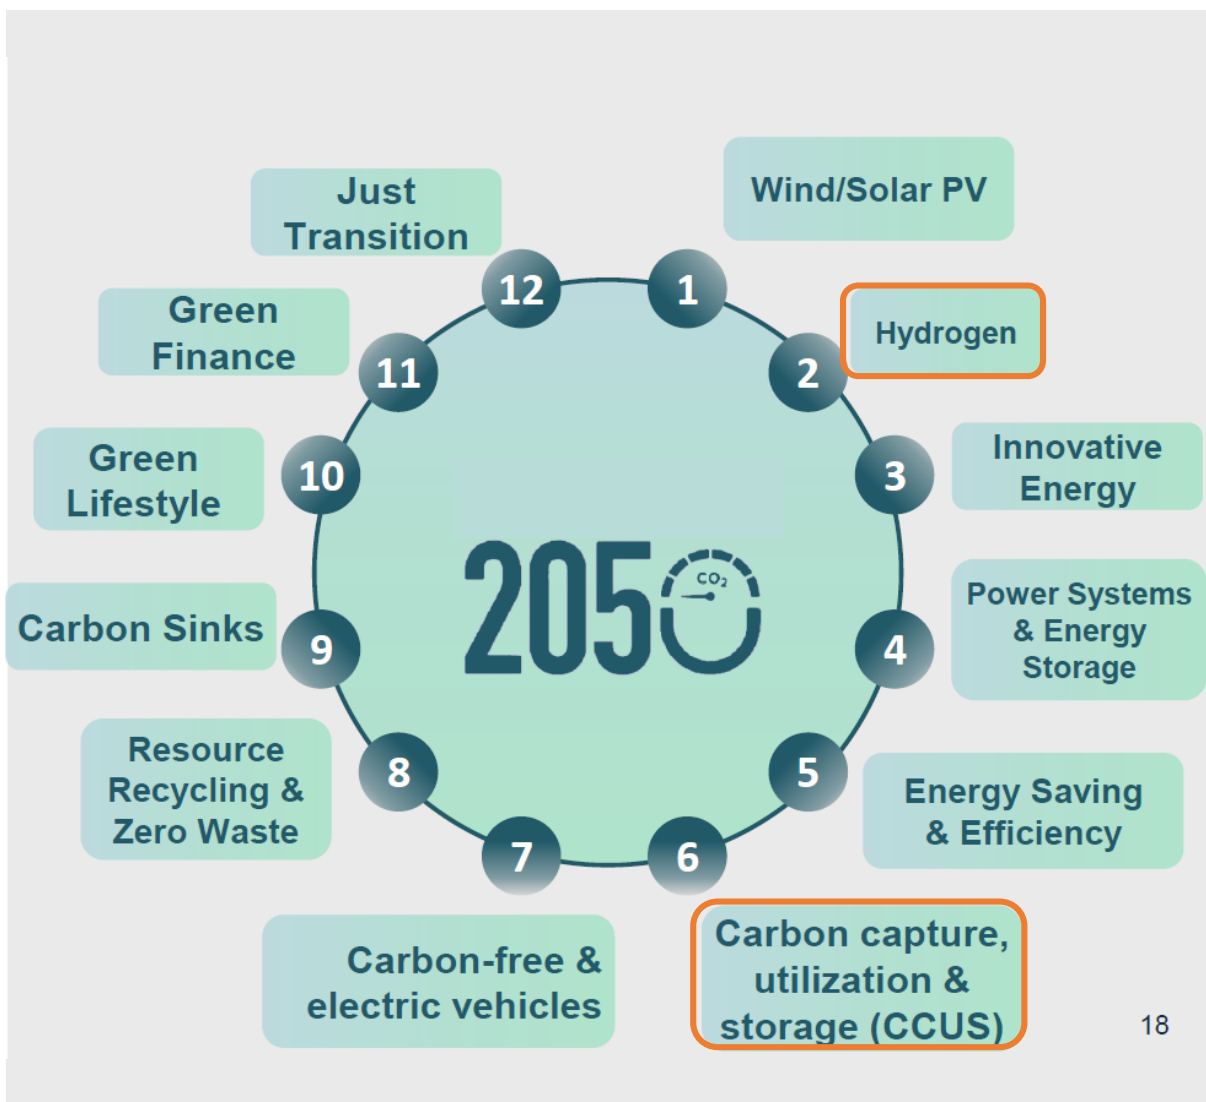 Wind/Solar PV
1
Hydrogen
2
Innovative
Energy
3
Power Systems
& Energy
Storage
4
Energy Saving
& Efficiency
5
Carbon capture,
utilization &
storage (CCUS)
6
Carbon-free &
electric vehicles
7
Resource
Recycling &
Zero Waste
8
Carbon Sinks
9
Green
Lifestyle
10
Green
Finance
11
Just
Transition
12
2050
CO₂
18